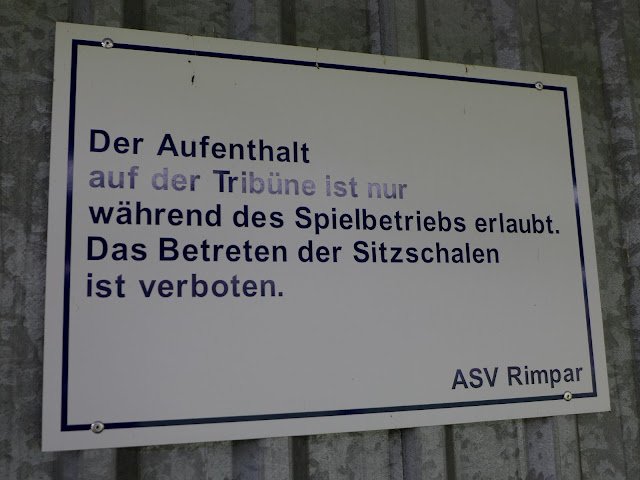 Der Aufenthalt
auf der Tribüne ist nur
während des Spielbetriebs erlaubt.
Das Betreten der Sitzschalen
ist verboten.
ASV Rimpar